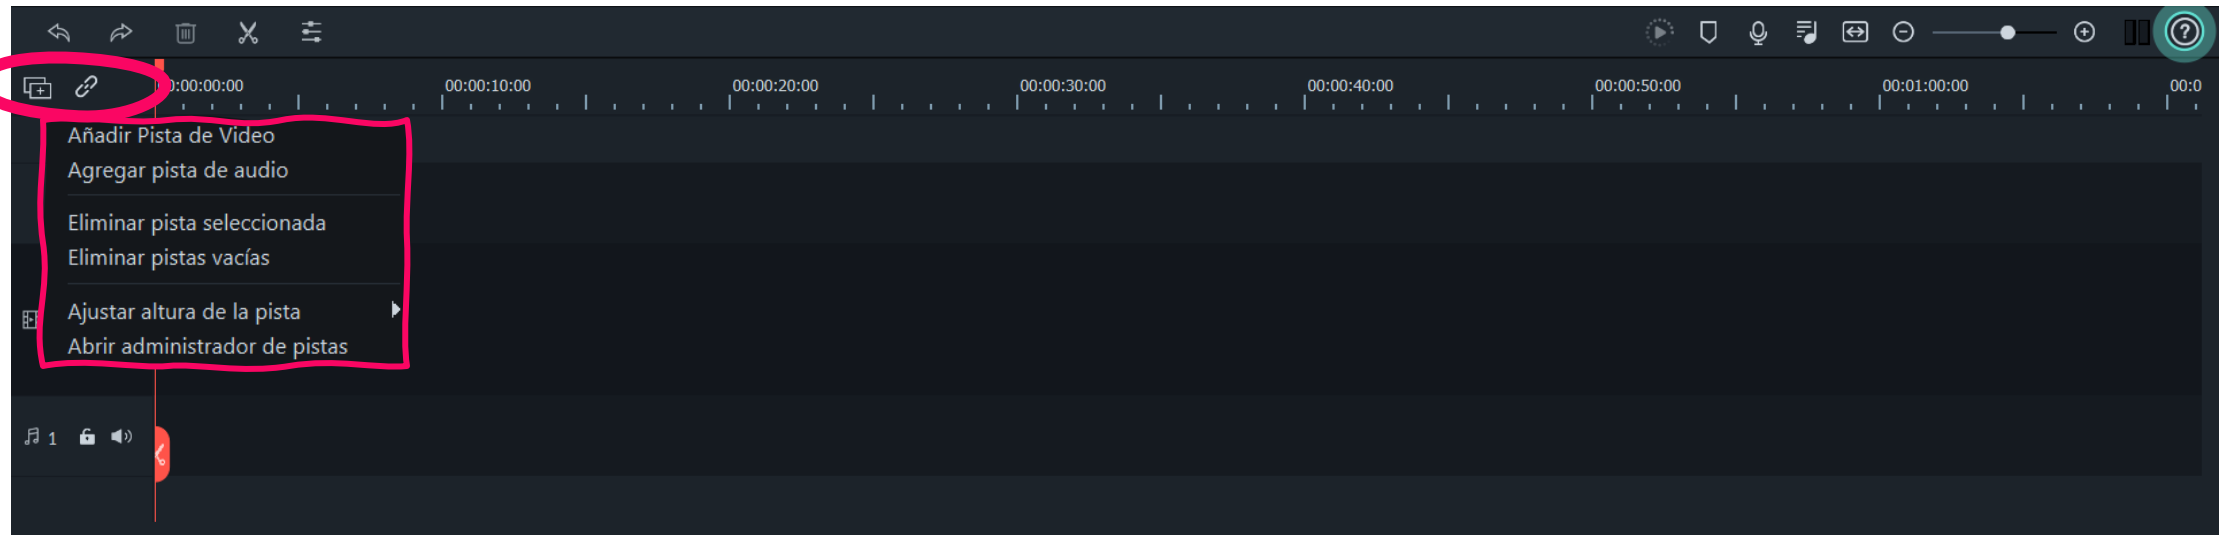 00:00:00:00 00:00:10:00 00:00:20:00 00:00:30:00 00:00:40:00 00:00:50:00 00:01:00:00 00:0
Añadir Pista de Video
Agregar pista de audio
Eliminar pista seleccionada
Eliminar pistas vacías
Ajustar altura de la pista
Abrir administrador de pistas
1